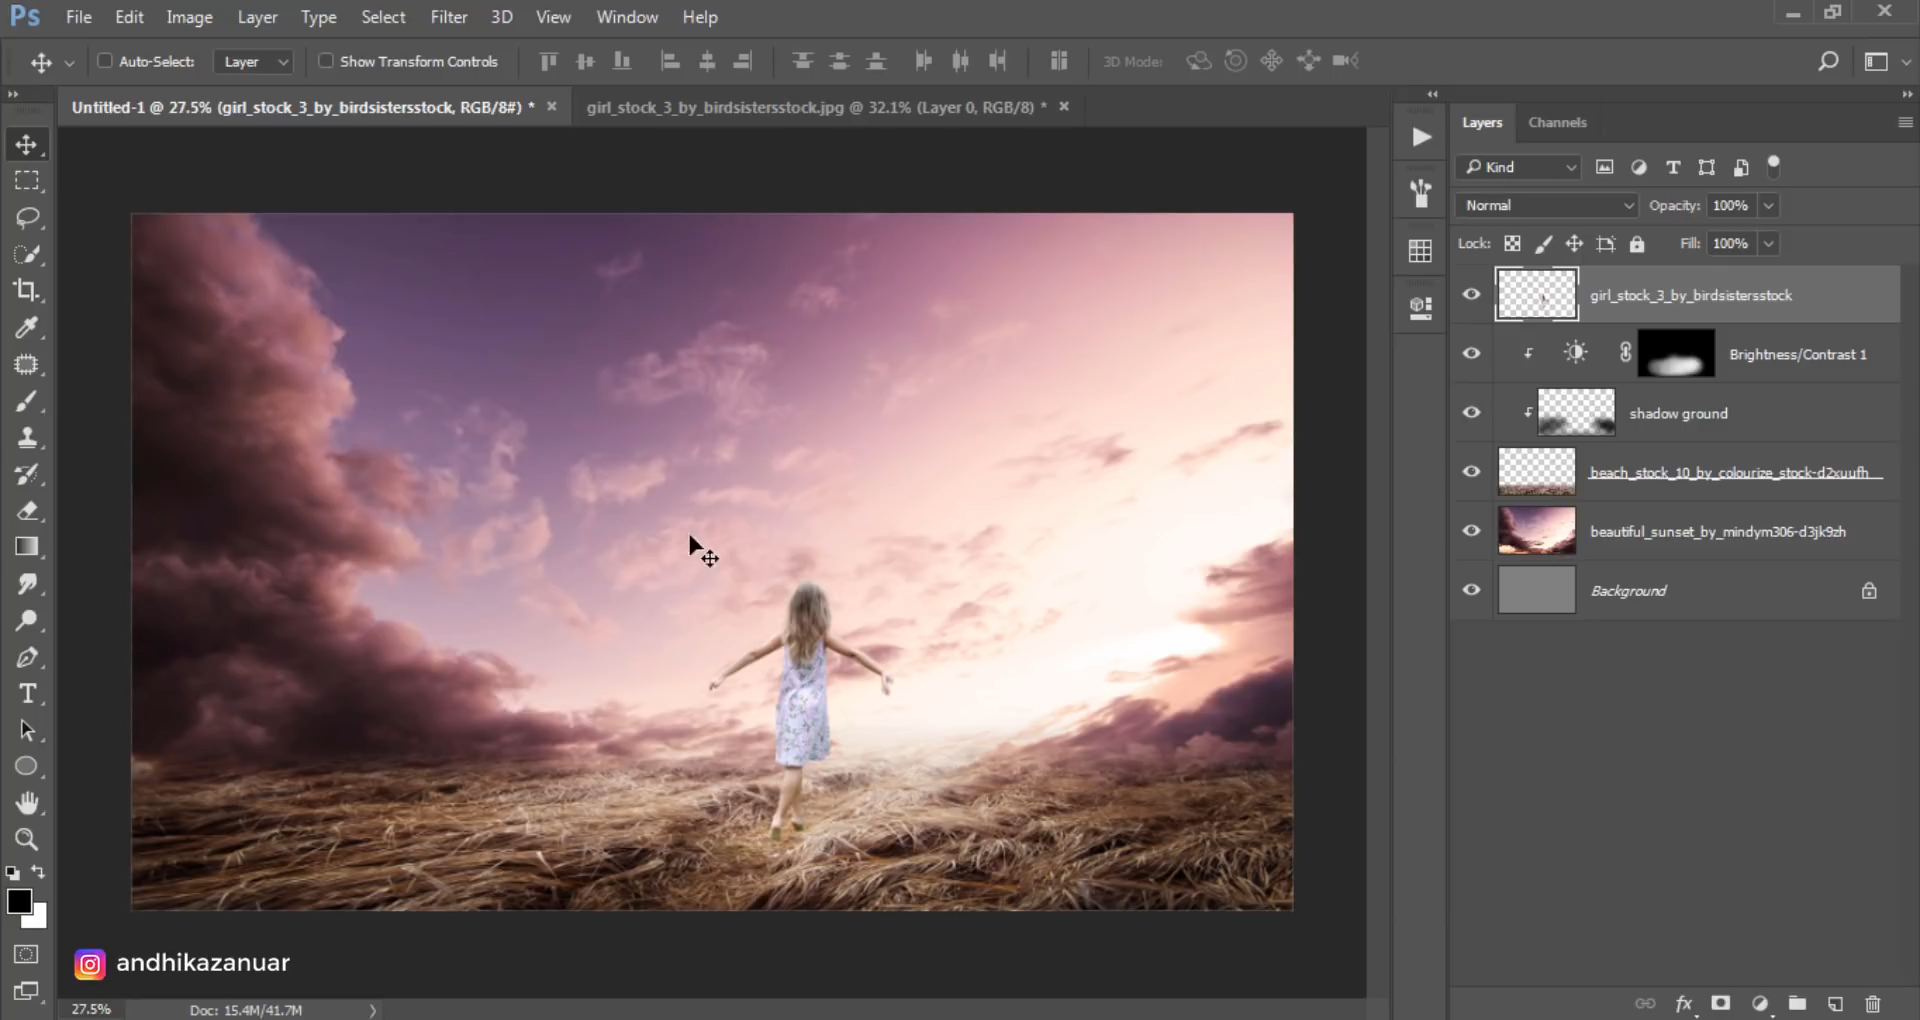 Ps File Edit Image Layer Type Select Filter 3D View Window Help
Auto-Select: Layer Show Transform Controls 3D Mode:
Untitled-1 @ 27.5% (girl_stock_3_by_birdsistersstock, RGB/8#) * × girl_stock_3_by_birdsistersstock.jpg @ 32.1% (Layer 0, RGB/8) * ×
Layers Channels
Kind
Normal Opacity: 100%
Lock: Fill: 100%
girl_stock_3_by_birdsistersstock
Brightness/Contrast 1
shadow ground
beach_stock_10_by_colourize_stock-d2xuufh
beautiful_sunset_by_mindym306-d3jk9zh
Background
andhikazanuar
27.5% Doc: 15.4M/41.7M
fx